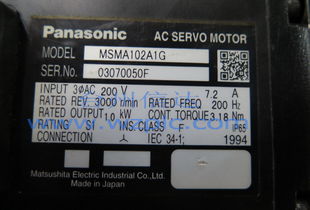 Panasonic AC SERVO MOTOR
MODEL MSMA102A1G
SER.No. 03070050F
INPUT 3ØAC 200 V 7.2 A
RATED REV. 3000 r/min RATED FREQ 200 Hz
RATED OUTPUT 1.0 kW CONT. TORQUE 3.18 Nm
RATING S1 INS.CLASS F IP65
CONNECTION IEC 34-1; 1994
Matsushita Electric Industrial Co.,Ltd.
Made in Japan